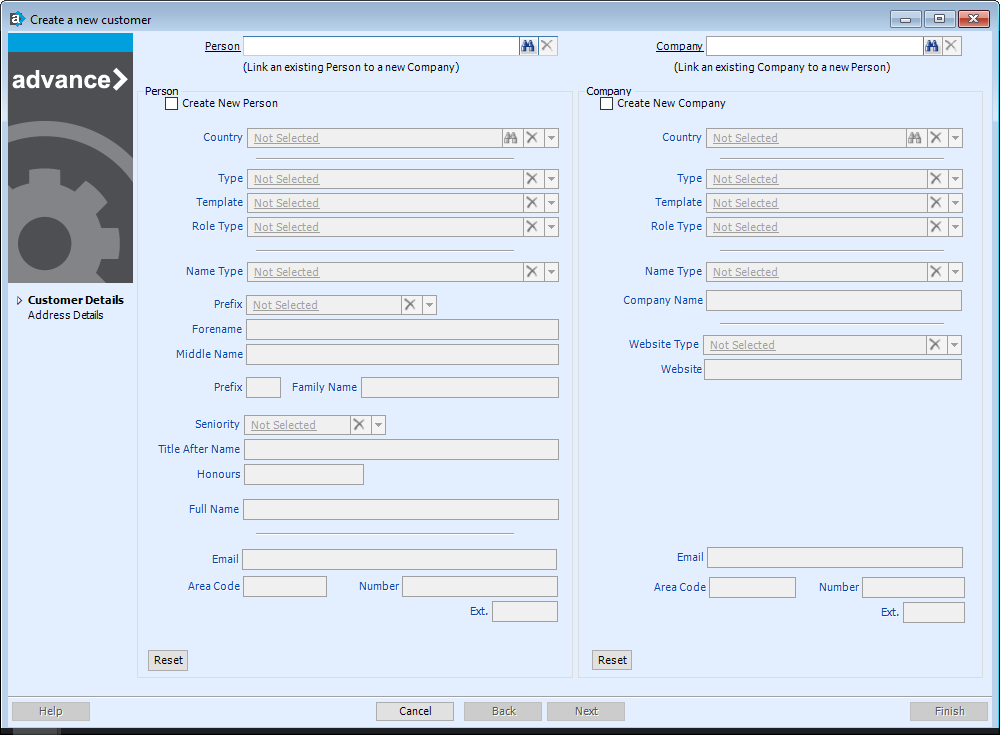 a Create a new customer
advance
Customer Details
Address Details
Person
(Link an existing Person to a new Company)
Company
(Link an existing Company to a new Person)
Person
Create New Person
Country Not Selected
Type Not Selected
Template Not Selected
Role Type Not Selected
Name Type Not Selected
Prefix Not Selected
Forename
Middle Name
Prefix Family Name
Seniority Not Selected
Title After Name
Honours
Full Name
Email
Area Code Number
Ext.
Reset
Company
Create New Company
Country Not Selected
Type Not Selected
Template Not Selected
Role Type Not Selected
Name Type Not Selected
Company Name
Website Type Not Selected
Website
Email
Area Code Number
Ext.
Reset
Help Cancel Back Next Finish